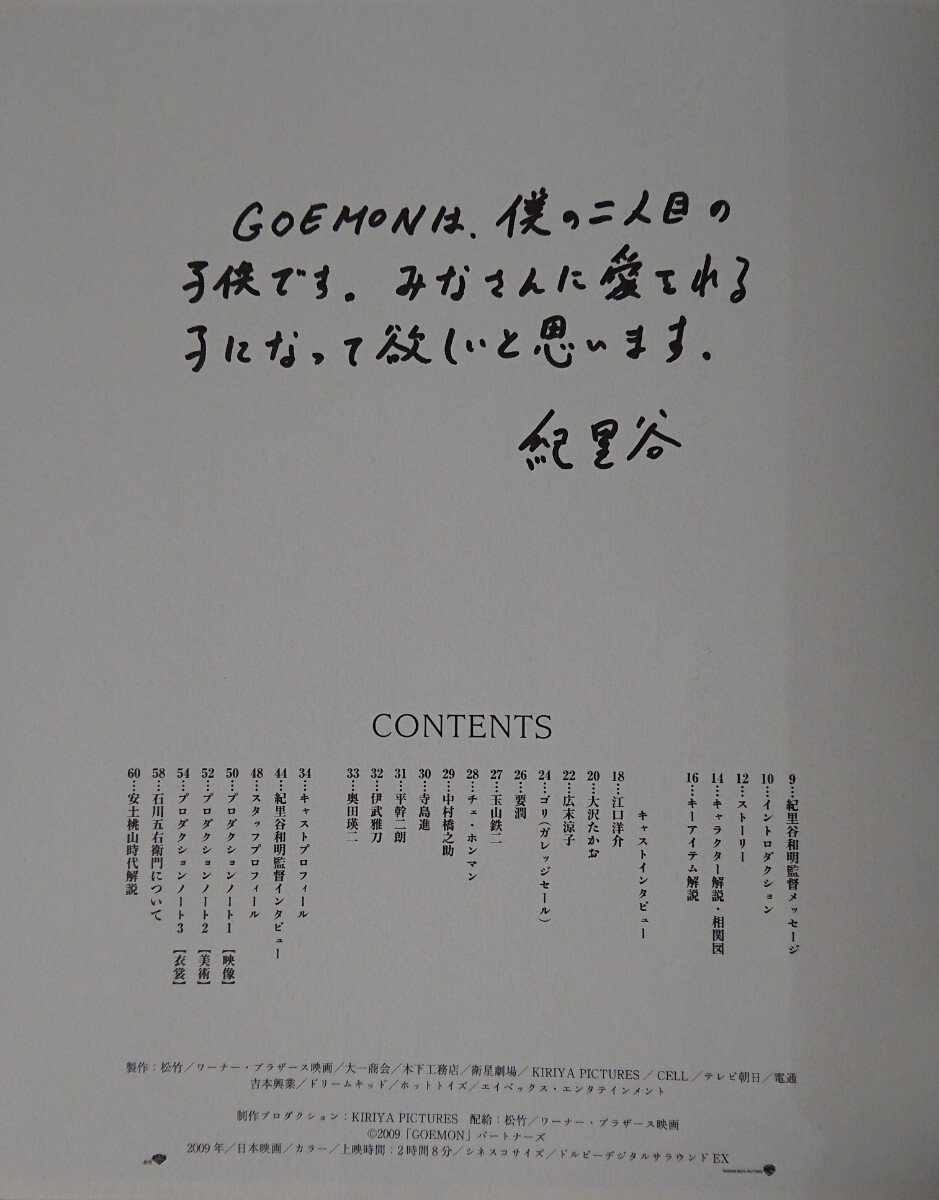 GOEMONは、僕の二人目の
子供です。みなさんに愛される
子になって欲しいと思います。
紀里谷
CONTENTS
9…紀里谷和明監督メッセージ
10…イントロダクション
12…ストーリー
14…キャラクター解説・相関図
16…キーアイテム解説
キャストインタビュー
18…江口洋介
20…大沢たかお
22…広末涼子
24…ゴリ（ガレッジセール）
26…要潤
27…玉山鉄二
28…チェ・ホンマン
29…中村橋之助
30…寺島進
31…平幹二朗
32…伊武雅刀
33…奥田瑛二
34…キャストプロフィール
44…紀里谷和明監督インタビュー
48…スタッフプロフィール
50…プロダクションノート1【映像】
52…プロダクションノート2【美術】
54…プロダクションノート3【衣裳】
58…石川五右衛門について
60…安土桃山時代解説
製作：松竹／ワーナー・ブラザース映画／大一商会／木下工務店／衛星劇場／KIRIYA PICTURES／CELL／テレビ朝日／電通
吉本興業／ドリームキッド／ホットトイズ／エイベックス・エンタテインメント
制作プロダクション：KIRIYA PICTURES 配給：松竹／ワーナー・ブラザース映画
©2009「GOEMON」パートナーズ
2009年／日本映画／カラー／上映時間：2時間8分／シネスコサイズ／ドルビーデジタルサラウンドEX